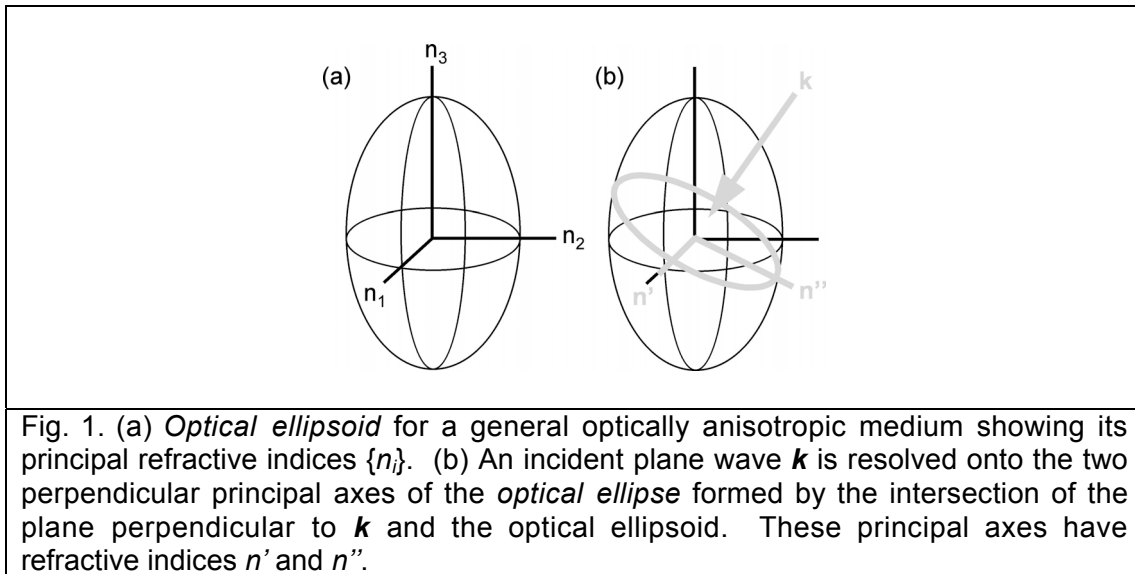 (a)
n₃
n₂
n₁
(b)
k
n'
n''
Fig. 1. (a) Optical ellipsoid for a general optically anisotropic medium showing its
principal refractive indices {nᵢ}. (b) An incident plane wave k is resolved onto the two
perpendicular principal axes of the optical ellipse formed by the intersection of the
plane perpendicular to k and the optical ellipsoid. These principal axes have
refractive indices n' and n''.